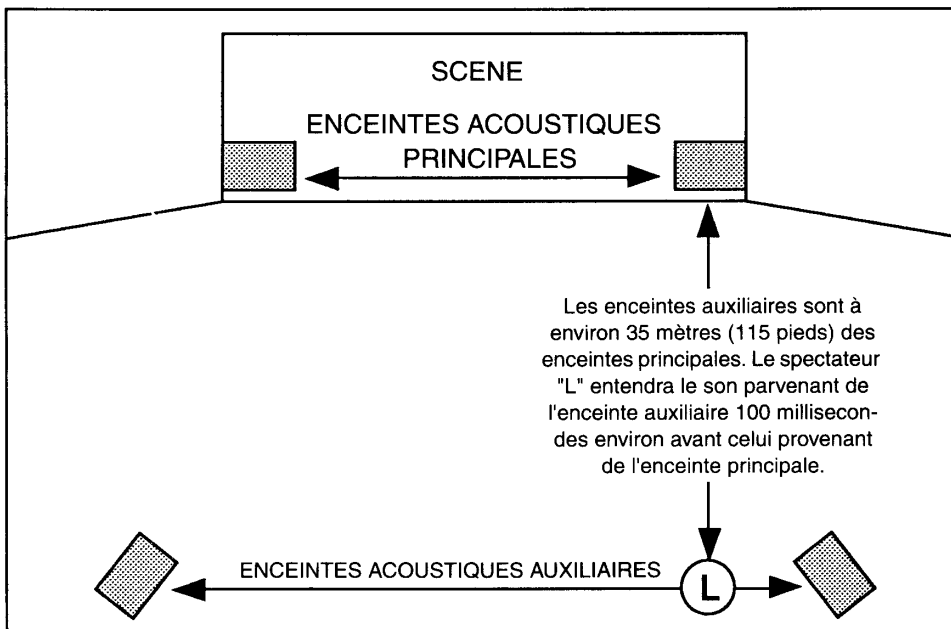 SCENE
ENCEINTES ACOUSTIQUES
PRINCIPALES
Les enceintes auxiliaires sont à
environ 35 mètres (115 pieds) des
enceintes principales. Le spectateur
"L" entendra le son parvenant de
l'enceinte auxiliaire 100 millisecon-
des environ avant celui provenant
de l'enceinte principale.
ENCEINTES ACOUSTIQUES AUXILIAIRES
L